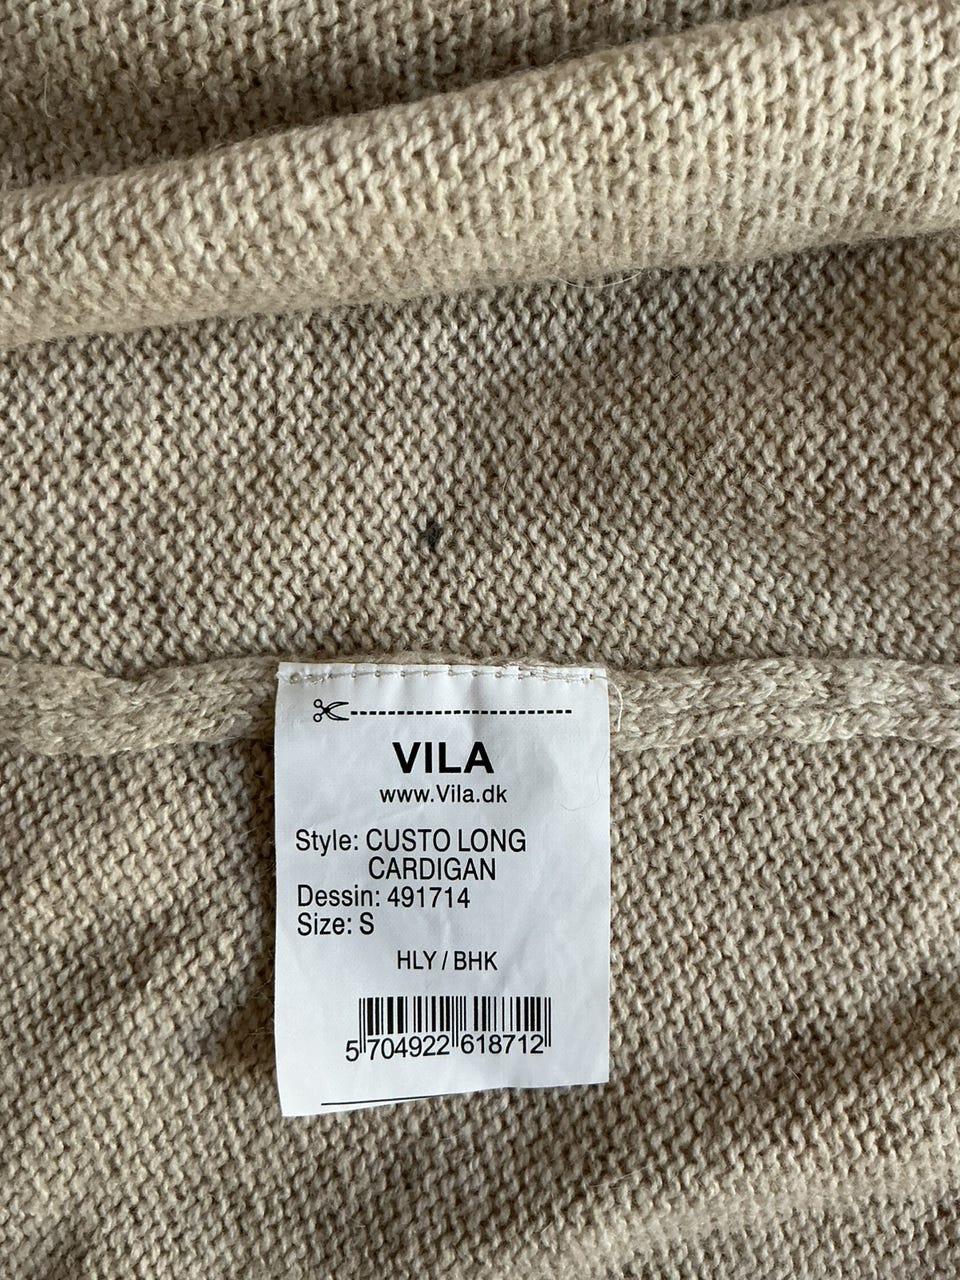 VILA
www.Vila.dk
Style: CUSTO LONG
CARDIGAN
Dessin: 491714
Size: S
HLY / BHK
5 704922 618712